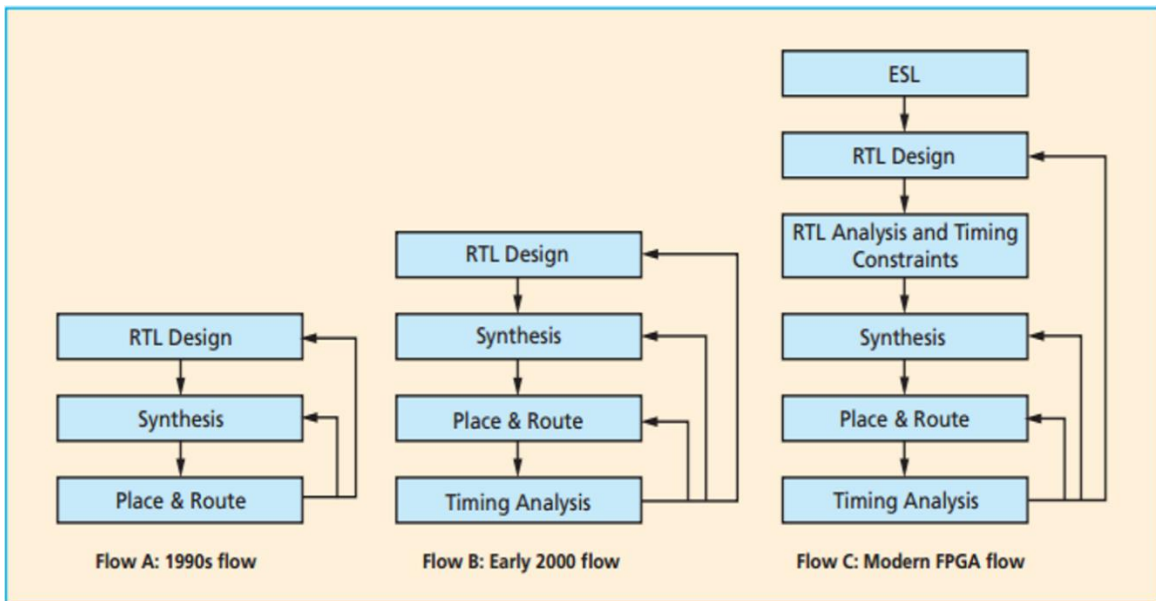 RTL Design
Synthesis
Place & Route
Flow A: 1990s flow
RTL Design
Synthesis
Place & Route
Timing Analysis
Flow B: Early 2000 flow
ESL
RTL Design
RTL Analysis and Timing
Constraints
Synthesis
Place & Route
Timing Analysis
Flow C: Modern FPGA flow